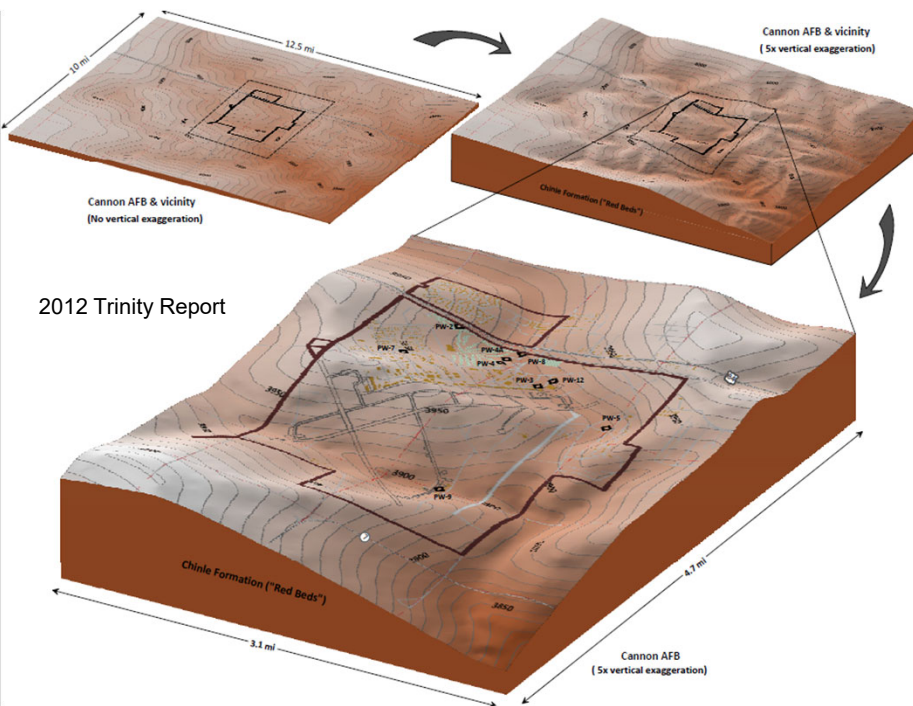 10 mi
12.5 mi
Cannon AFB & vicinity
( 5x vertical exaggeration)
Chinle Formation ("Red Beds")
Cannon AFB & vicinity
(No vertical exaggeration)
2012 Trinity Report
PW-2
PW-7
PW-4A
PW-4
PW-8
PW-3
PW-12
PW-5
PW-9
3950
3950
3900
3850
Chinle Formation ("Red Beds")
3.1 mi
4.7 mi
Cannon AFB
( 5x vertical exaggeration)